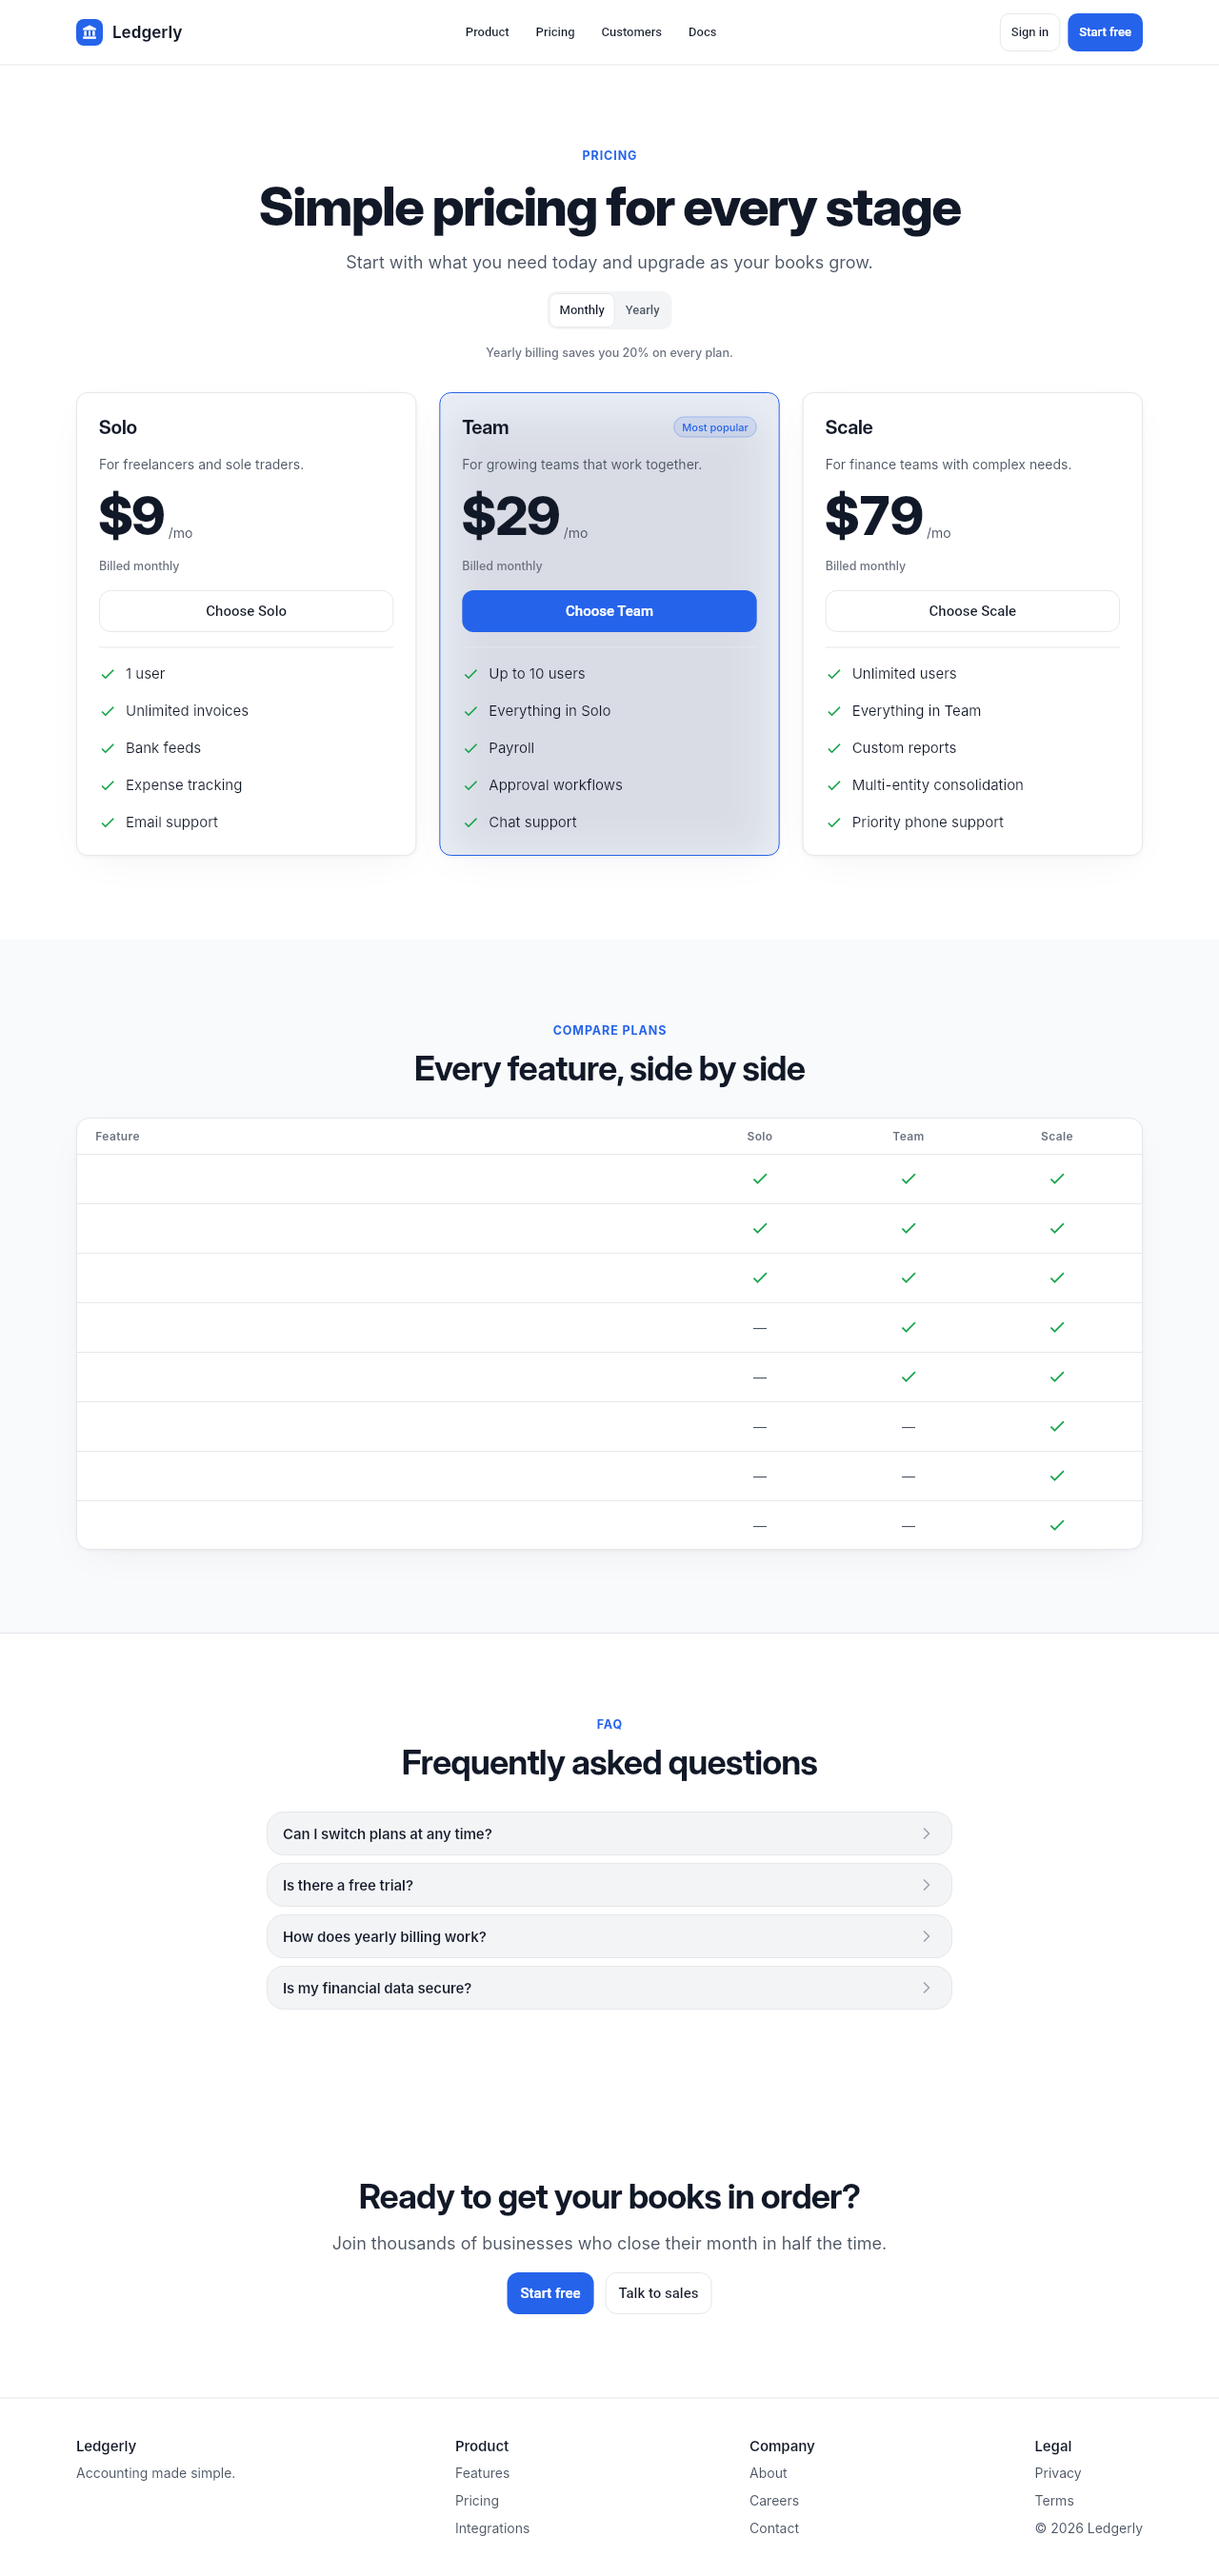 Ledgerly
Product Pricing Customers Docs
Sign in Start free
PRICING
Simple pricing for every stage
Start with what you need today and upgrade as your books grow.
Monthly Yearly
Yearly billing saves you 20% on every plan.
Solo
For freelancers and sole traders.
$9 /mo
Billed monthly
Choose Solo
1 user
Unlimited invoices
Bank feeds
Expense tracking
Email support
Team
Most popular
For growing teams that work together.
$29 /mo
Billed monthly
Choose Team
Up to 10 users
Everything in Solo
Payroll
Approval workflows
Chat support
Scale
For finance teams with complex needs.
$79 /mo
Billed monthly
Choose Scale
Unlimited users
Everything in Team
Custom reports
Multi-entity consolidation
Priority phone support
COMPARE PLANS
Every feature, side by side
Feature Solo Team Scale
—
—
— —
— —
— —
FAQ
Frequently asked questions
Can I switch plans at any time?
Is there a free trial?
How does yearly billing work?
Is my financial data secure?
Ready to get your books in order?
Join thousands of businesses who close their month in half the time.
Start free Talk to sales
Ledgerly
Accounting made simple.
Product
Features
Pricing
Integrations
Company
About
Careers
Contact
Legal
Privacy
Terms
© 2026 Ledgerly